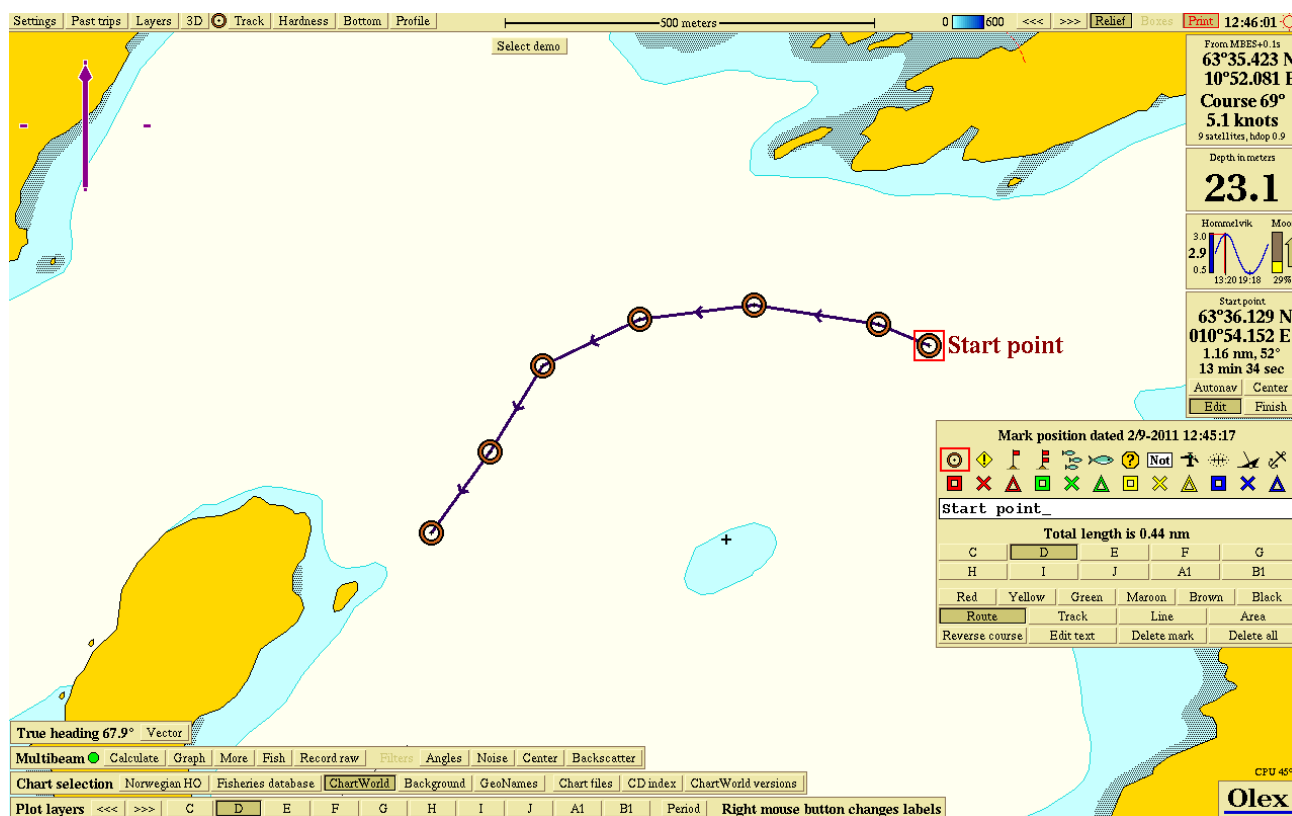 Settings Past trips Layers 3D Track Hardness Bottom Profile 500 meters 0 600 <<< >>> Relief Boxes Print 12:46:01
Select demo
From MBES+0.1s
63°35.423 N
10°52.081 E
Course 69°
5.1 knots
9 satellites, hdop 0.9
Depth in meters
23.1
Hommelvik Moo
3.0
2.9
0.5
13:20 19:18 29%
Start point
63°36.129 N
010°54.152 E
1.16 nm, 52°
13 min 34 sec
Autonav Center
Edit Finish
Start point
Mark position dated 2/9-2011 12:45:17
Not
Start point_
Total length is 0.44 nm
C D E F G
H I J A1 B1
Red Yellow Green Maroon Brown Black
Route Track Line Area
Reverse course Edit text Delete mark Delete all
True heading 67.9° Vector
Multibeam Calculate Graph More Fish Record raw Filters Angles Noise Center Backscatter
Chart selection Norwegian HO Fisheries database ChartWorld Background GeoNames Chart files CD index ChartWorld versions
CPU 45°
Plot layers <<< >>> C D E F G H I J A1 B1 Period Right mouse button changes labels
Olex